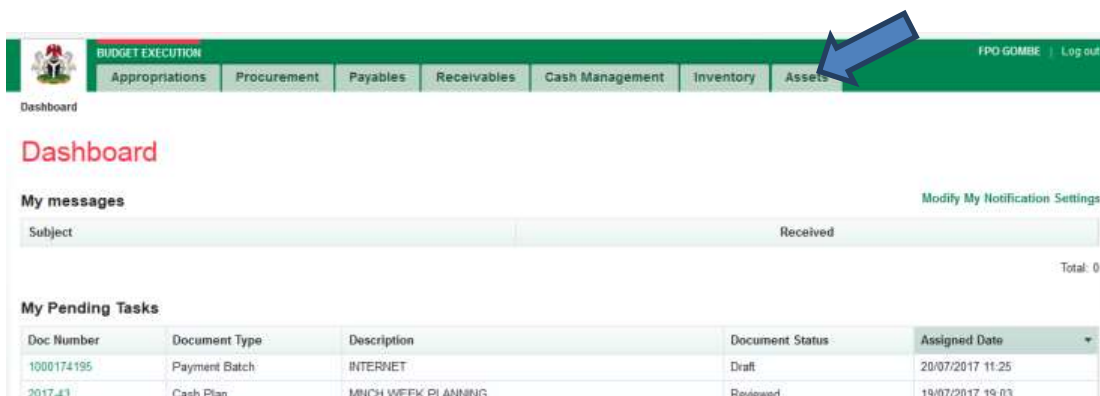 BUDGET EXECUTION
FPO GOMBE | Log out
Appropriations Procurement Payables Receivables Cash Management Inventory Assets
Dashboard
Dashboard
My messages
Modify My Notification Settings
Subject Received
Total: 0
My Pending Tasks
Doc Number Document Type Description Document Status Assigned Date
1000174195 Payment Batch INTERNET Draft 20/07/2017 11:25
2017-43 Cash Plan MNCH WEEK PLANNING Reviewed 19/07/2017 19:03